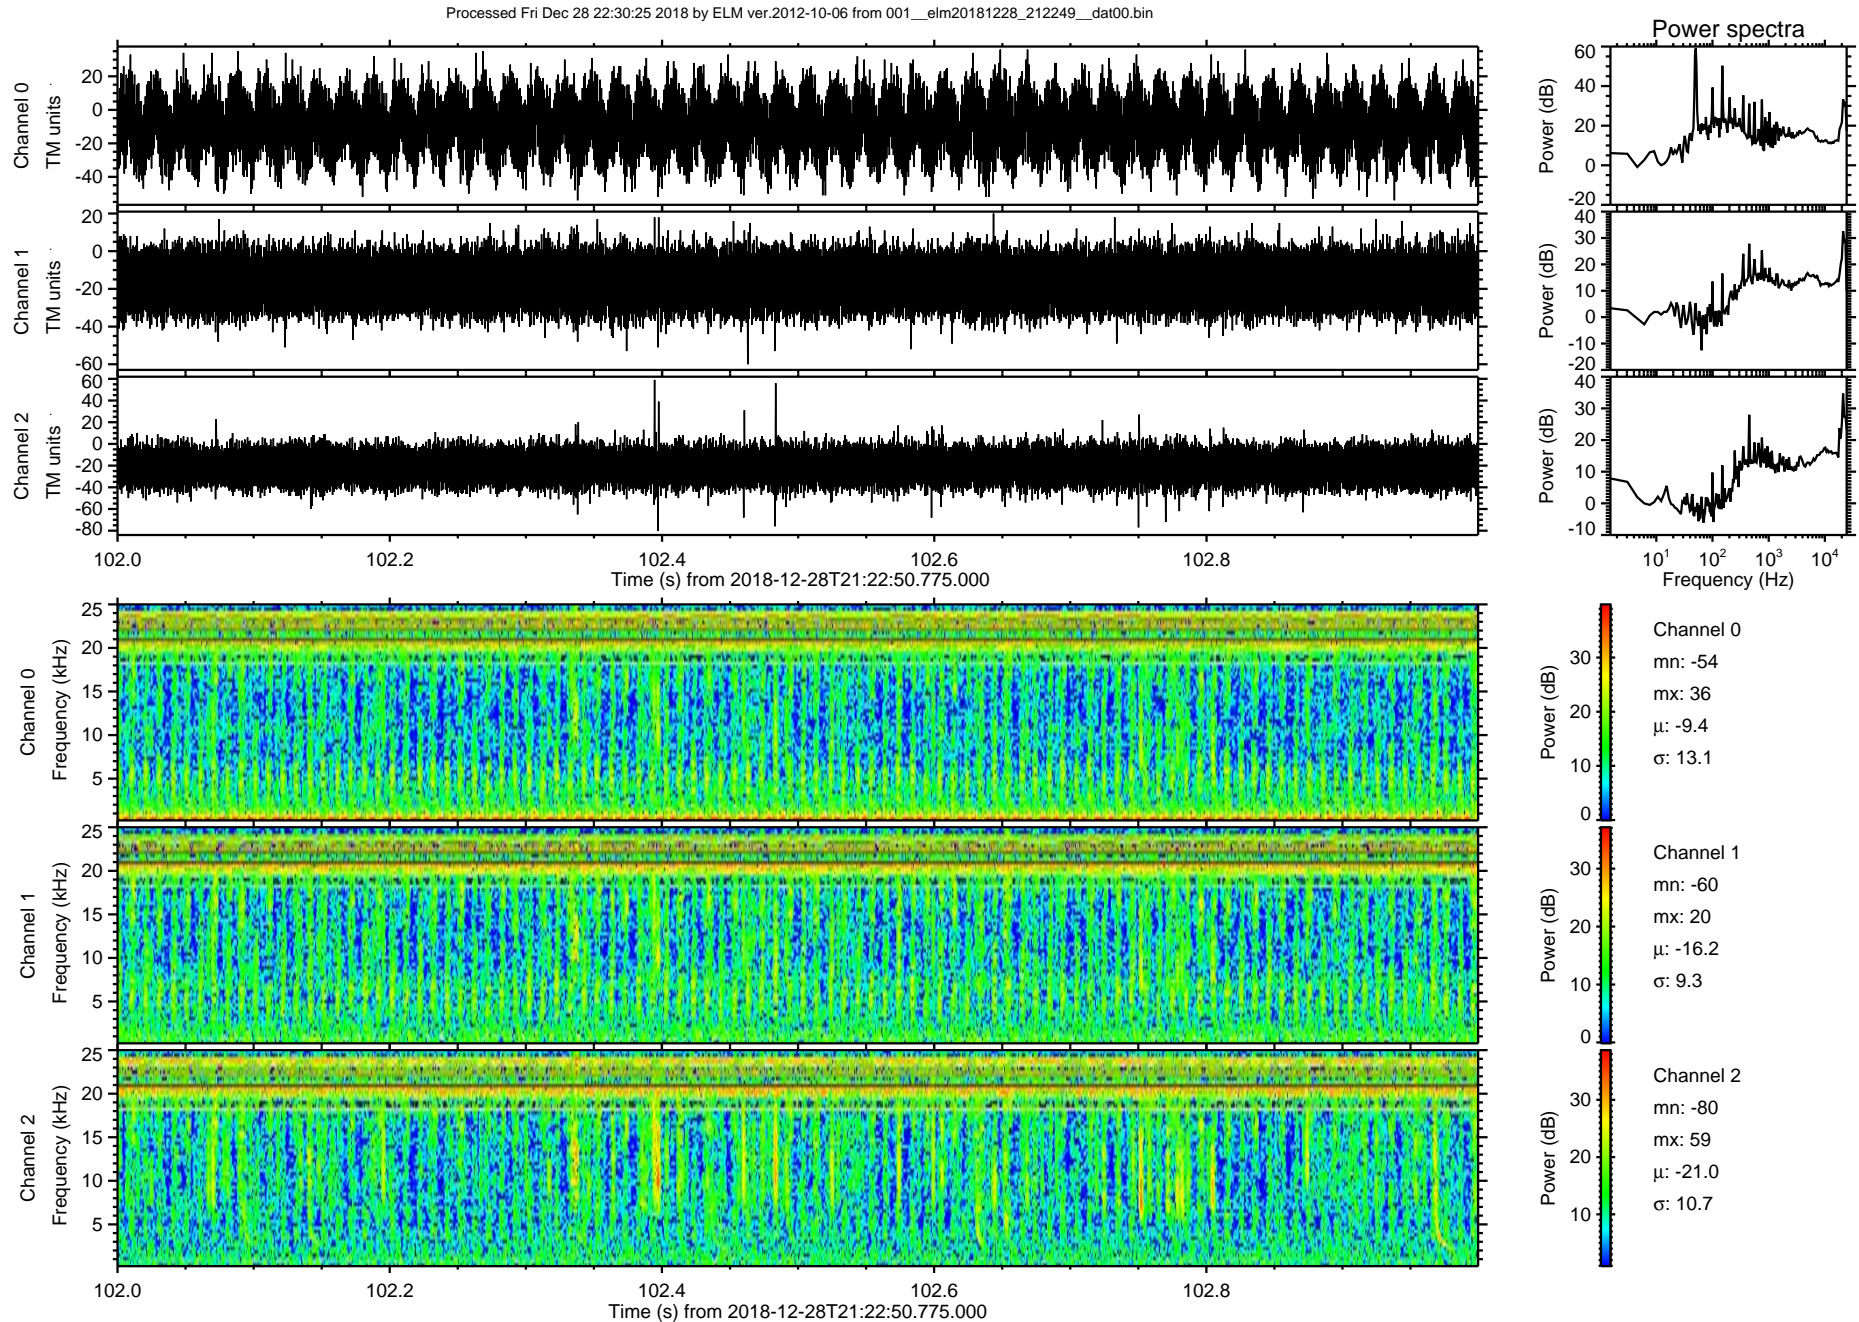 Processed Fri Dec 28 22:30:25 2018 by ELM ver.2012-10-06 from 001__elm20181228_212249__dat00.bin
Power spectra
Channel 0
TM units
20
0
-20
-40
Power (dB)
60
40
20
0
-20
Channel 1
TM units
20
0
-20
-40
-60
Power (dB)
40
30
20
10
0
-10
-20
Channel 2
TM units
60
40
20
0
-20
-40
-60
-80
Power (dB)
40
30
20
10
0
-10
102.0 102.2 102.4 102.6 102.8
Time (s) from 2018-12-28T21:22:50.775.000
10^1 10^2 10^3 10^4
Frequency (Hz)
Channel 0
Frequency (kHz)
25
20
15
10
5
Power (dB)
30
20
10
0
Channel 0
mn: -54
mx: 36
μ: -9.4
σ: 13.1
Channel 1
Frequency (kHz)
25
20
15
10
5
Power (dB)
30
20
10
0
Channel 1
mn: -60
mx: 20
μ: -16.2
σ: 9.3
Channel 2
Frequency (kHz)
25
20
15
10
5
Power (dB)
30
20
10
Channel 2
mn: -80
mx: 59
μ: -21.0
σ: 10.7
102.0 102.2 102.4 102.6 102.8
Time (s) from 2018-12-28T21:22:50.775.000